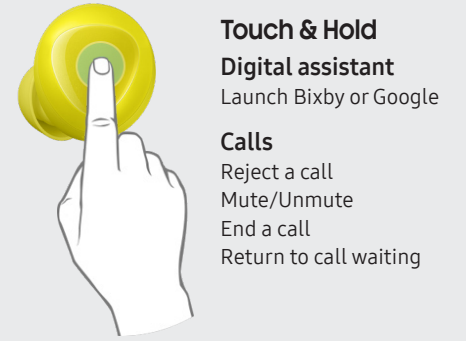 Touch & Hold
Digital assistant
Launch Bixby or Google
Calls
Reject a call
Mute/Unmute
End a call
Return to call waiting